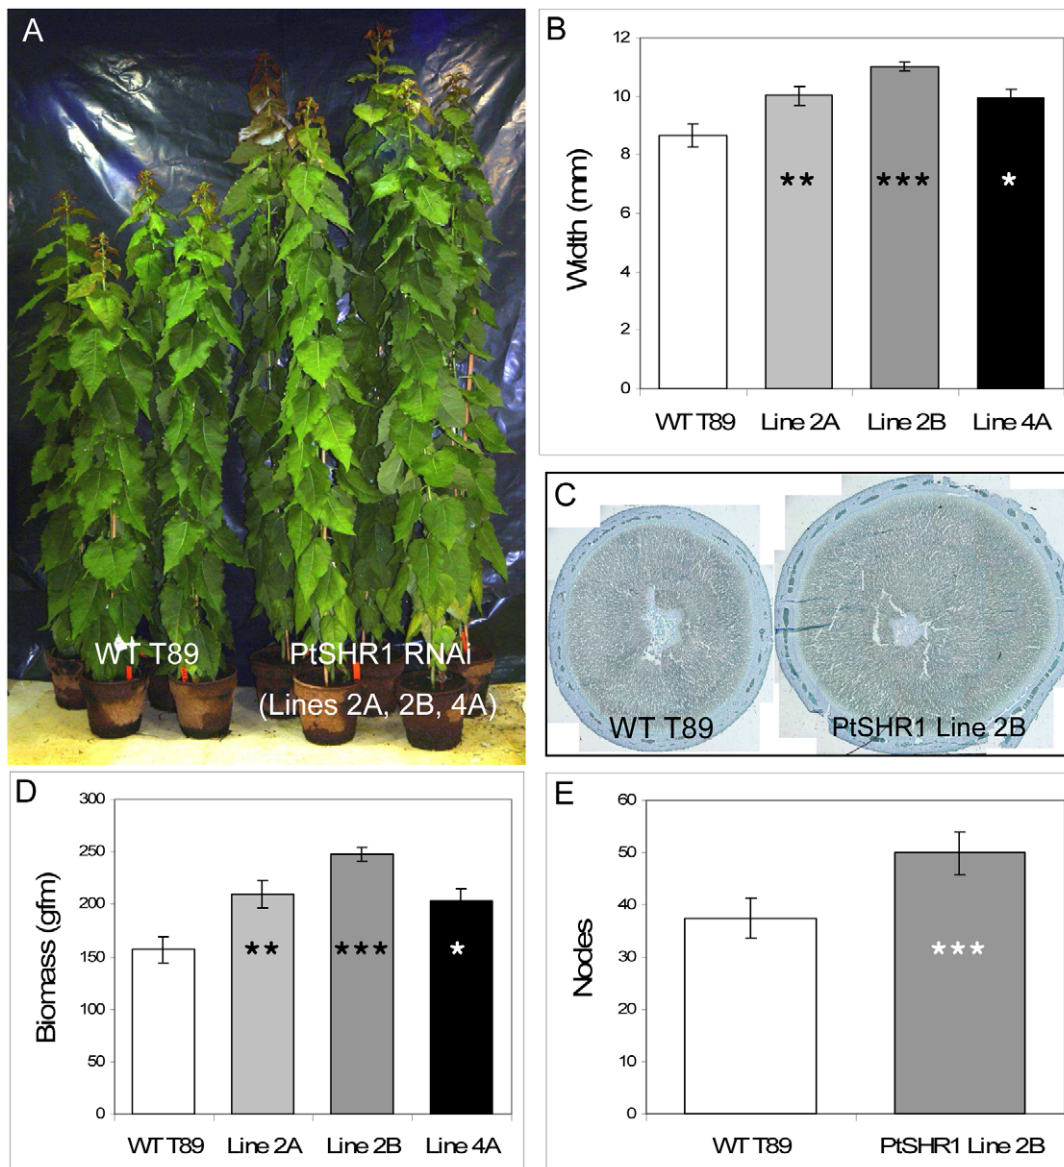 A
WT T89
PtSHR1 RNAi
(Lines 2A, 2B, 4A)
B
Width (mm)
12
10
8
6
4
2
0
**
***
*
WT T89 Line 2A Line 2B Line 4A
C
WT T89
PtSHR1 Line 2B
D
Biomass (gfm)
300
250
200
150
100
50
0
**
***
*
WT T89 Line 2A Line 2B Line 4A
E
Nodes
60
50
40
30
20
10
0
***
WT T89 PtSHR1 Line 2B